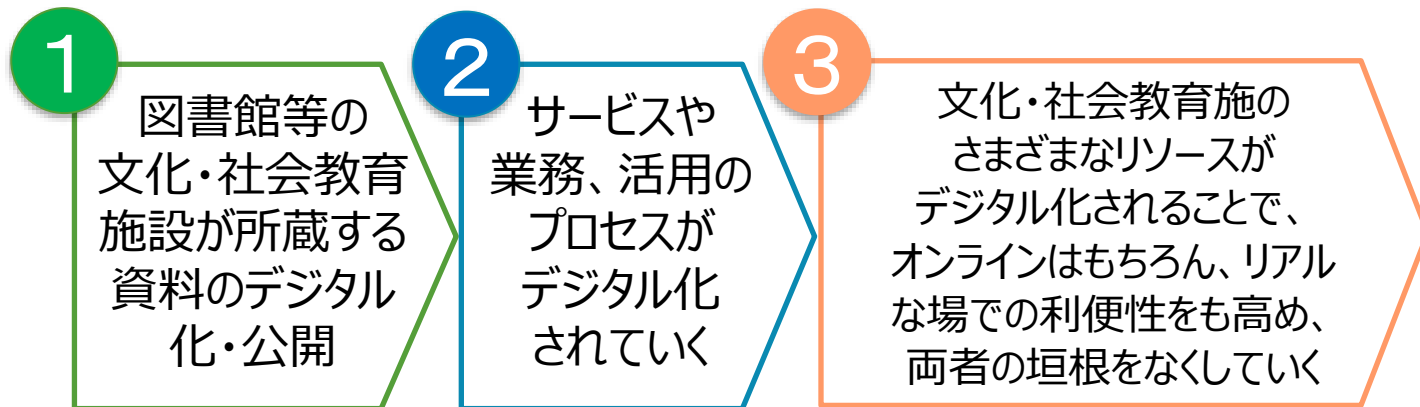 1
図書館等の
文化・社会教育
施設が所蔵する
資料のデジタル
化・公開
2
サービスや
業務、活用の
プロセスが
デジタル化
されていく
3
文化・社会教育施の
さまざまなリソースが
デジタル化されることで、
オンラインはもちろん、リアル
な場での利便性をも高め、
両者の垣根をなくしていく